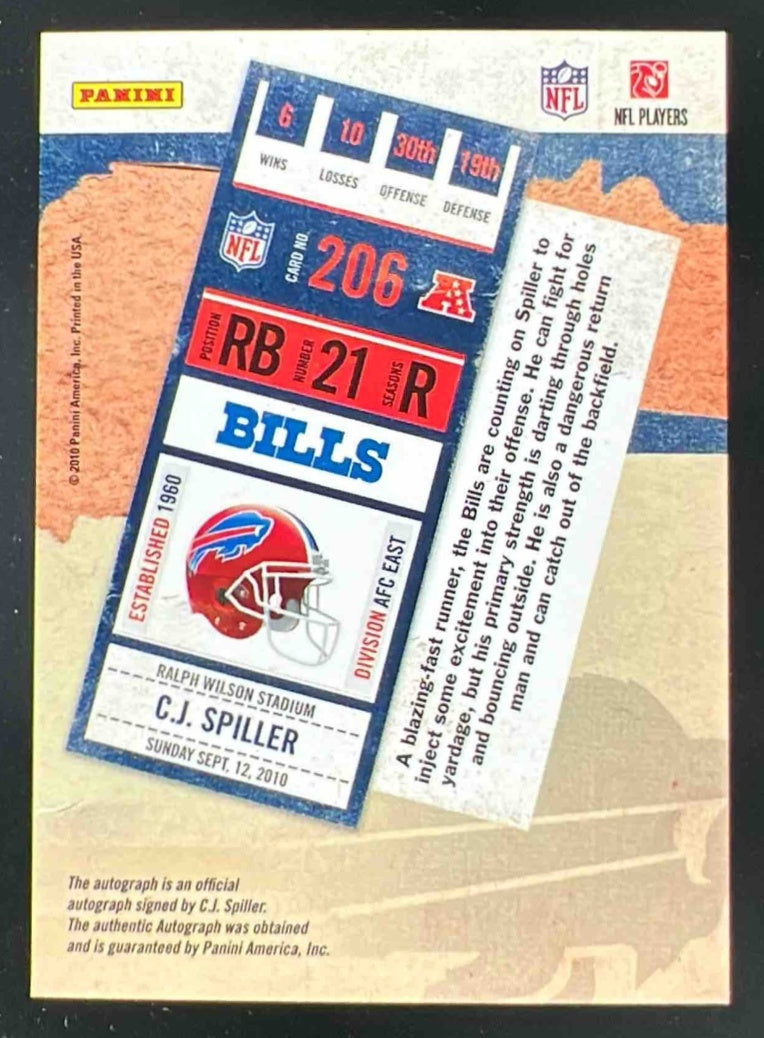 PANINI
NFL
NFL PLAYERS
6 10 30th 19th
WINS LOSSES OFFENSE DEFENSE
NFL
CARD NO. 206
A
POSITION RB NUMBER 21 SEASONS R
BILLS
ESTABLISHED 1960
DIVISION AFC EAST
RALPH WILSON STADIUM
C.J. SPILLER
SUNDAY SEPT. 12, 2010
A blazing-fast runner, the Bills are counting on Spiller to
inject some excitement into their offense. He can fight for
yardage, but his primary strength is darting through holes
and bouncing outside. He is also a dangerous return
man and can catch out of the backfield.
© 2010 Panini America, Inc. Printed in the USA
The autograph is an official
autograph signed by C.J. Spiller.
The authentic Autograph was obtained
and is guaranteed by Panini America, Inc.